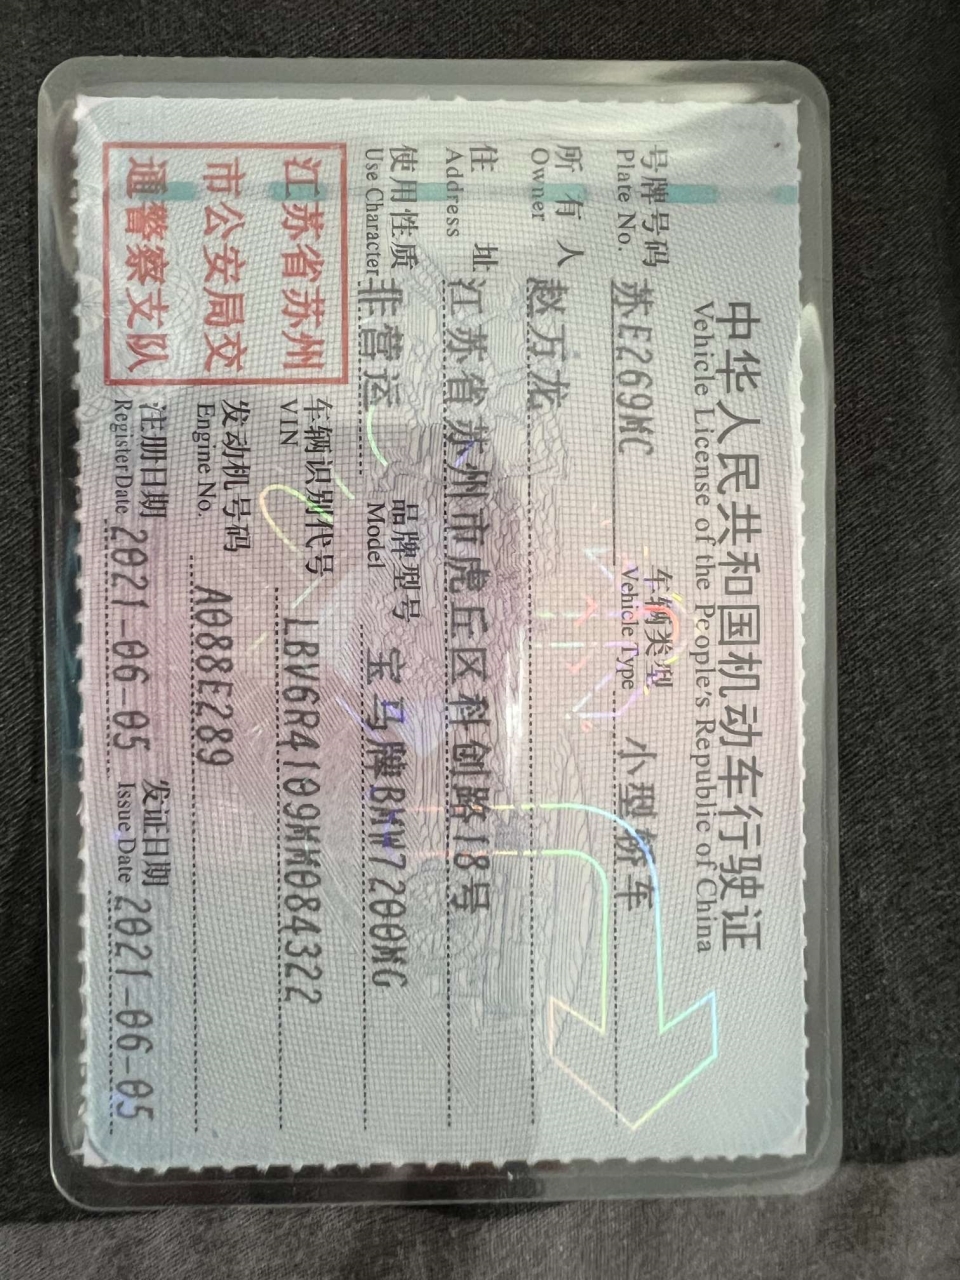 中华人民共和国机动车行驶证
Vehicle License of the People's Republic of China
号牌号码 苏E269MC 车辆类型 小型轿车
Plate No. Vehicle Type
所有人 赵万龙
Owner
住址 江苏省苏州市虎丘区科创路18号
Address
使用性质 非营运 品牌型号 宝马牌BMW7200MG
Use Character Model
江苏省苏州
市公安局交
通警察支队
车辆识别代号 LBV6R4109MM084322
VIN
发动机号码 A088E289
Engine No.
注册日期 2021-06-05 发证日期 2021-06-05
Register Date Issue Date